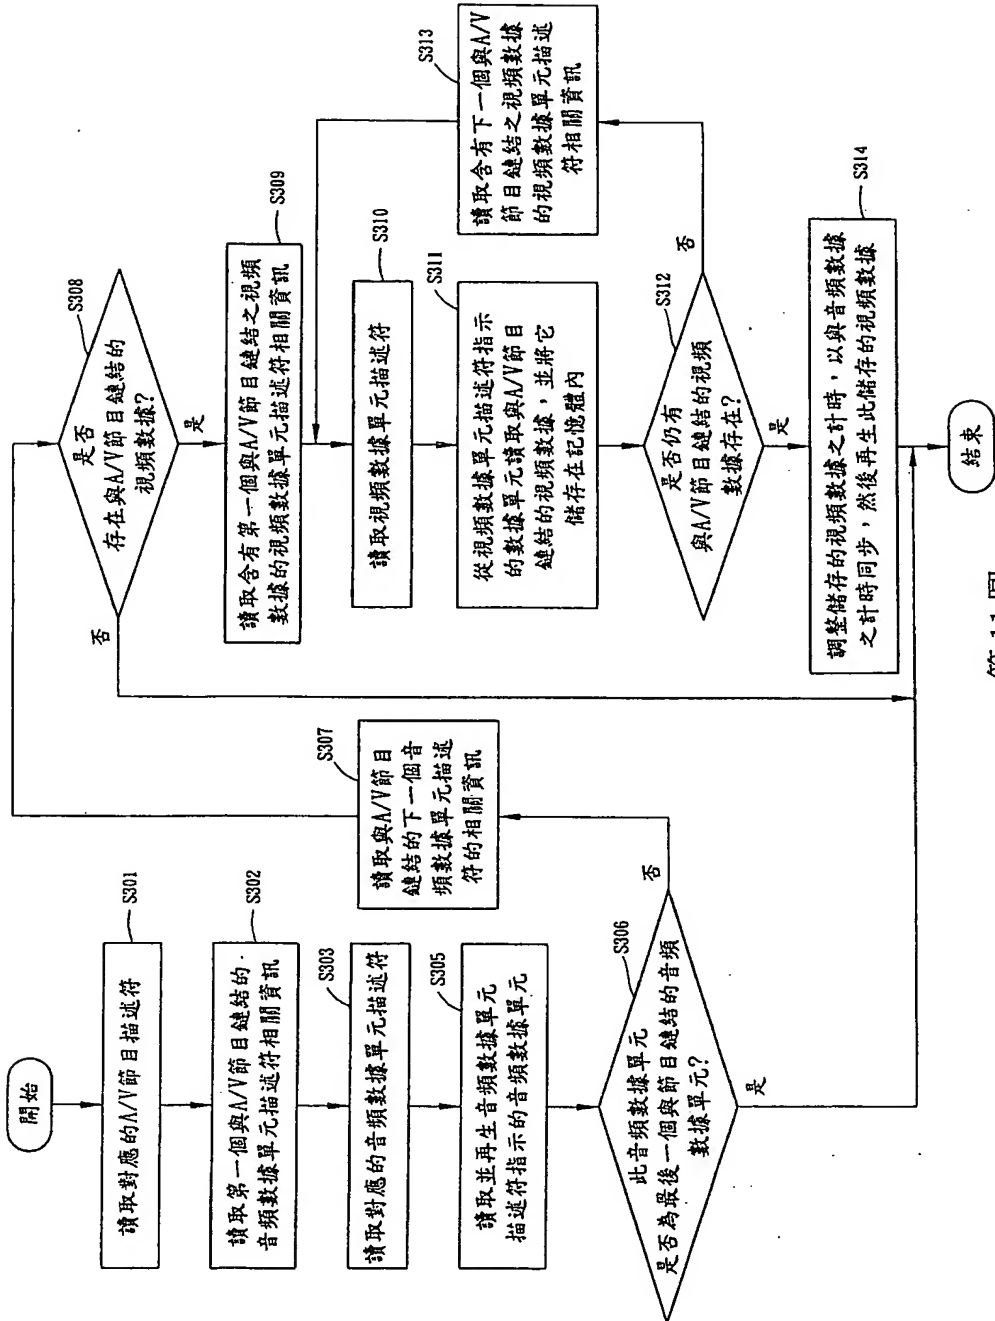 開始
S301
讀取對應的A/V節目描述符
S302
讀取第一個與A/V節目鏈結的
音頻數據單元描述符相關資訊
S303
讀取對應的音頻數據單元描述符
S305
讀取並再生音頻數據單元
描述符指示的音頻數據單元
S306
此音頻數據單元
是否為最後一個與節目鏈結的音頻
數據單元?
否
是
S307
讀取與A/V節目
鏈結的下一個音
頻數據單元描述
符的相關資訊
S308
是否
存在與A/V節目鏈結的
視頻數據?
否
是
S309
讀取含有第一個與A/V節目鏈結之視頻
數據的視頻數據單元描述符相關資訊
S310
讀取視頻數據單元描述符
S311
從視頻數據單元描述符指示
的數據單元讀取與A/V節目
鏈結的視頻數據，並將它
儲存在記憶體內
S312
是否仍有
與A/V節目鏈結的視頻
數據存在?
否
是
S313
讀取含有下一個與A/V
節目鏈結之視頻數據
的視頻數據單元描述
符相關資訊
S314
調整儲存的視頻數據之計時，以與音頻數據
之計時同步，然後再生此儲存的視頻數據
結束
第11圖